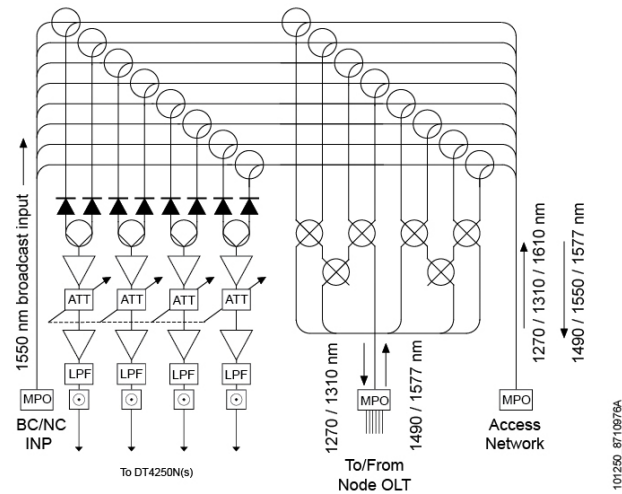 1550 nm broadcast input
ATT
ATT
ATT
ATT
LPF
LPF
LPF
LPF
MPO
BC/NC
INP
To DT4250N(s)
1270 / 1310 nm
1490 / 1577 nm
MPO
To/From
Node OLT
1270 / 1310 / 1610 nm
1490 / 1550 / 1577 nm
MPO
Access
Network
101250 8710976A